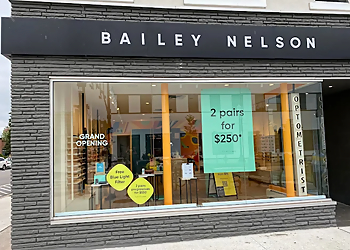 BAILEY NELSON
GRAND
OPENING
2 pairs
for
$250*
OPTOMETRIST
Free
Blue Light
Filter